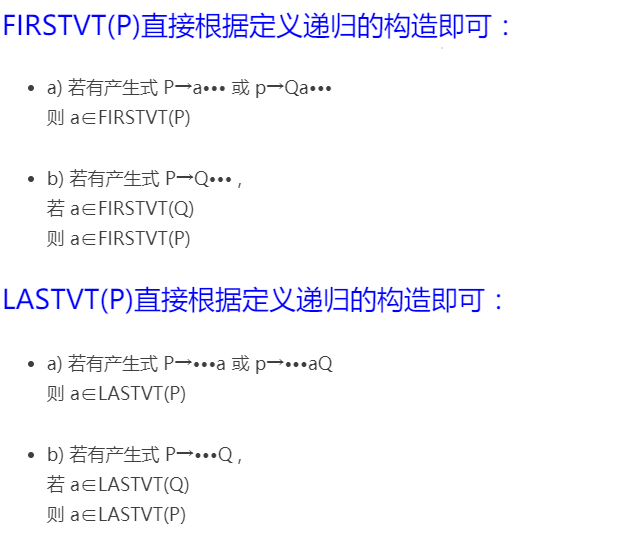 FIRSTVT(P)直接根据定义递归的构造即可：
• a) 若有产生式 P→a••• 或 p→Qa•••
则 a∈FIRSTVT(P)
• b) 若有产生式 P→Q••• ,
若 a∈FIRSTVT(Q)
则 a∈FIRSTVT(P)
LASTVT(P)直接根据定义递归的构造即可：
• a) 若有产生式 P→•••a 或 p→•••aQ
则 a∈LASTVT(P)
• b) 若有产生式 P→•••Q ,
若 a∈LASTVT(Q)
则 a∈LASTVT(P)